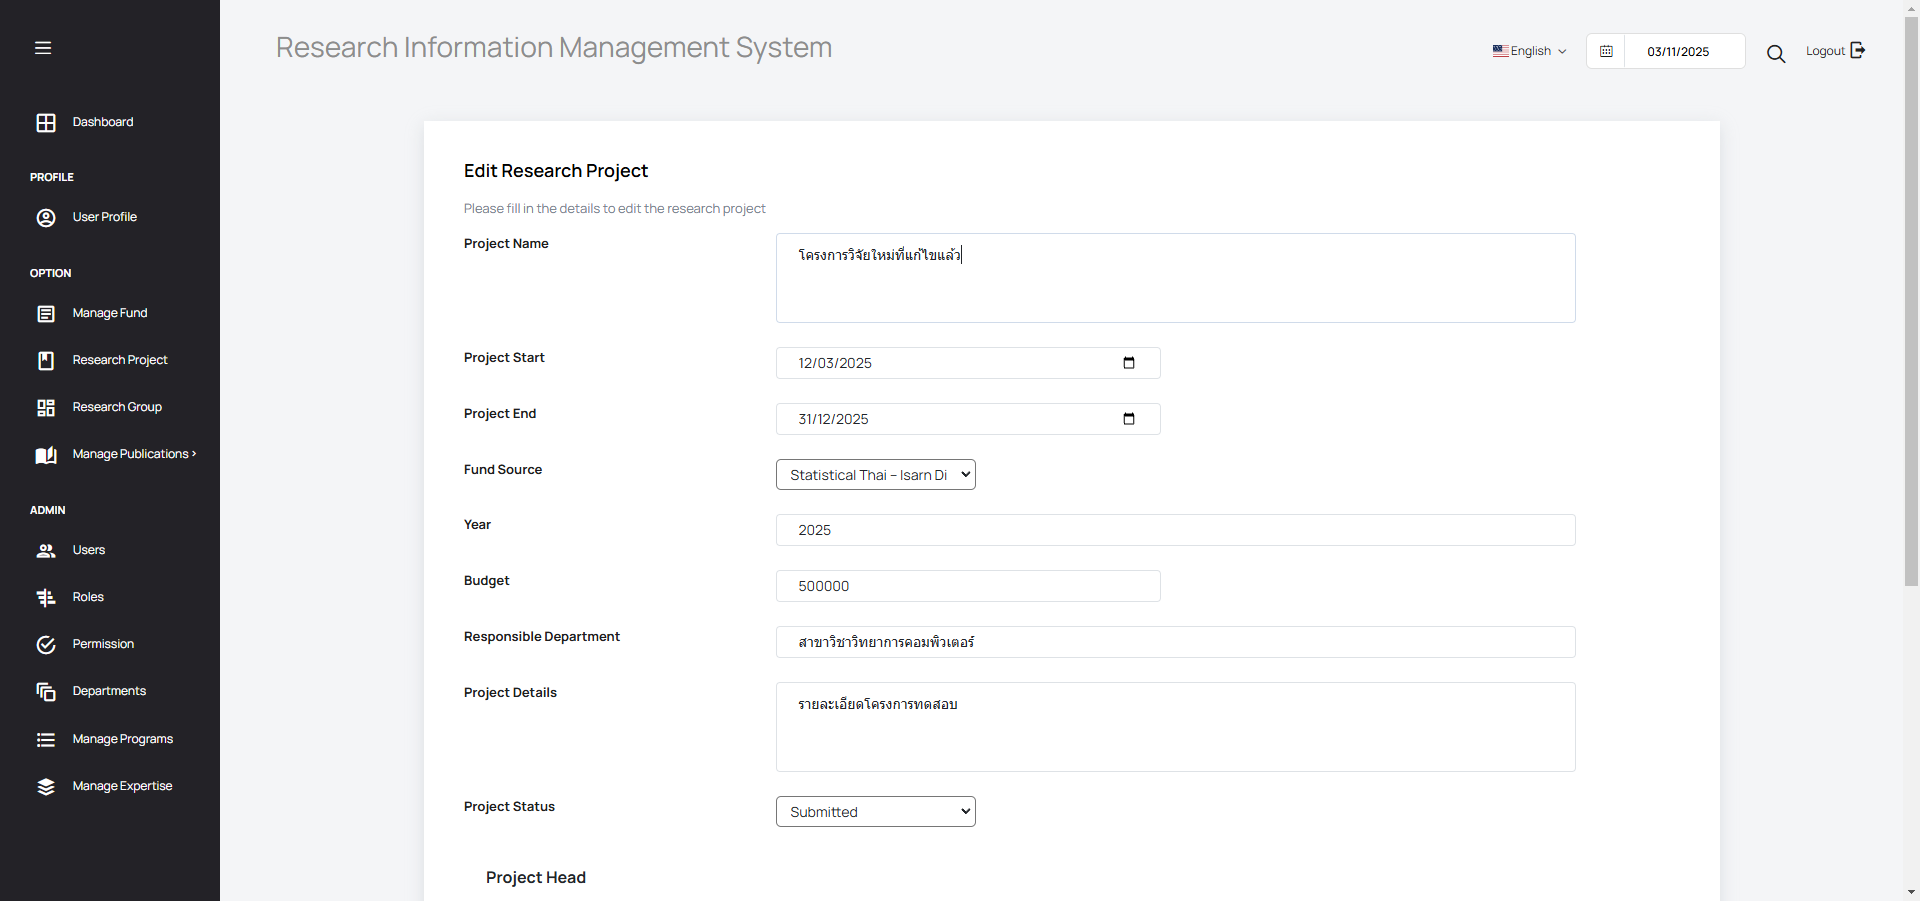 Research Information Management System
English
03/11/2025
Logout
Dashboard
PROFILE
User Profile
OPTION
Manage Fund
Research Project
Research Group
Manage Publications >
ADMIN
Users
Roles
Permission
Departments
Manage Programs
Manage Expertise
Edit Research Project
Please fill in the details to edit the research project
Project Name
โครงการวิจัยใหม่ที่แก้ไขแล้ว
Project Start
12/03/2025
Project End
31/12/2025
Fund Source
Statistical Thai – Isarn Di
Year
2025
Budget
500000
Responsible Department
สาขาวิชาวิทยาการคอมพิวเตอร์
Project Details
รายละเอียดโครงการทดสอบ
Project Status
Submitted
Project Head